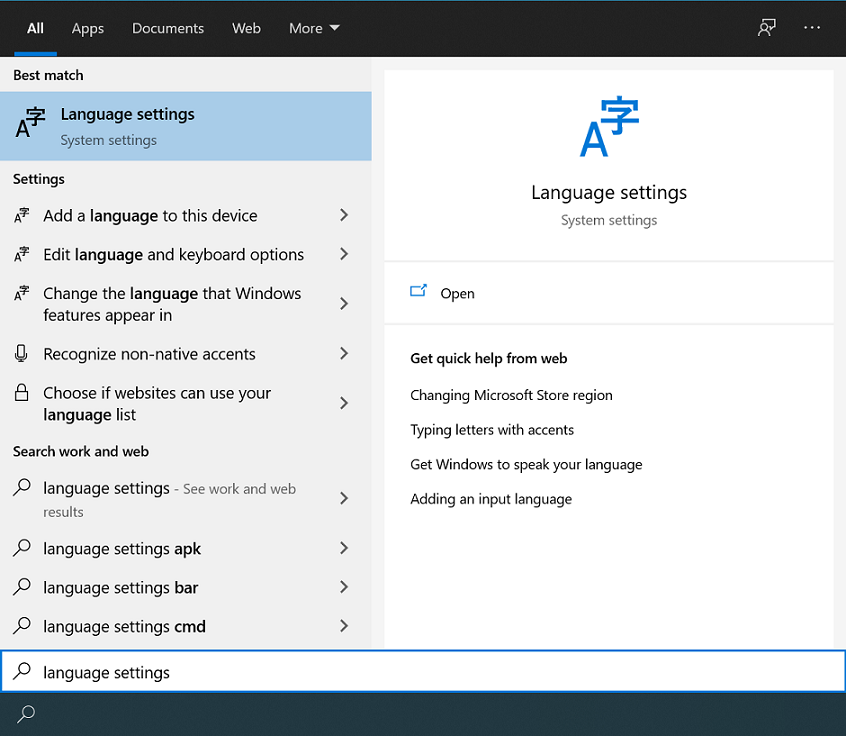 All Apps Documents Web More
Best match
Language settings
System settings
Settings
Add a language to this device
Edit language and keyboard options
Change the language that Windows
features appear in
Recognize non-native accents
Choose if websites can use your
language list
Search work and web
language settings - See work and web
results
language settings apk
language settings bar
language settings cmd
language settings
A字
Language settings
System settings
Open
Get quick help from web
Changing Microsoft Store region
Typing letters with accents
Get Windows to speak your language
Adding an input language